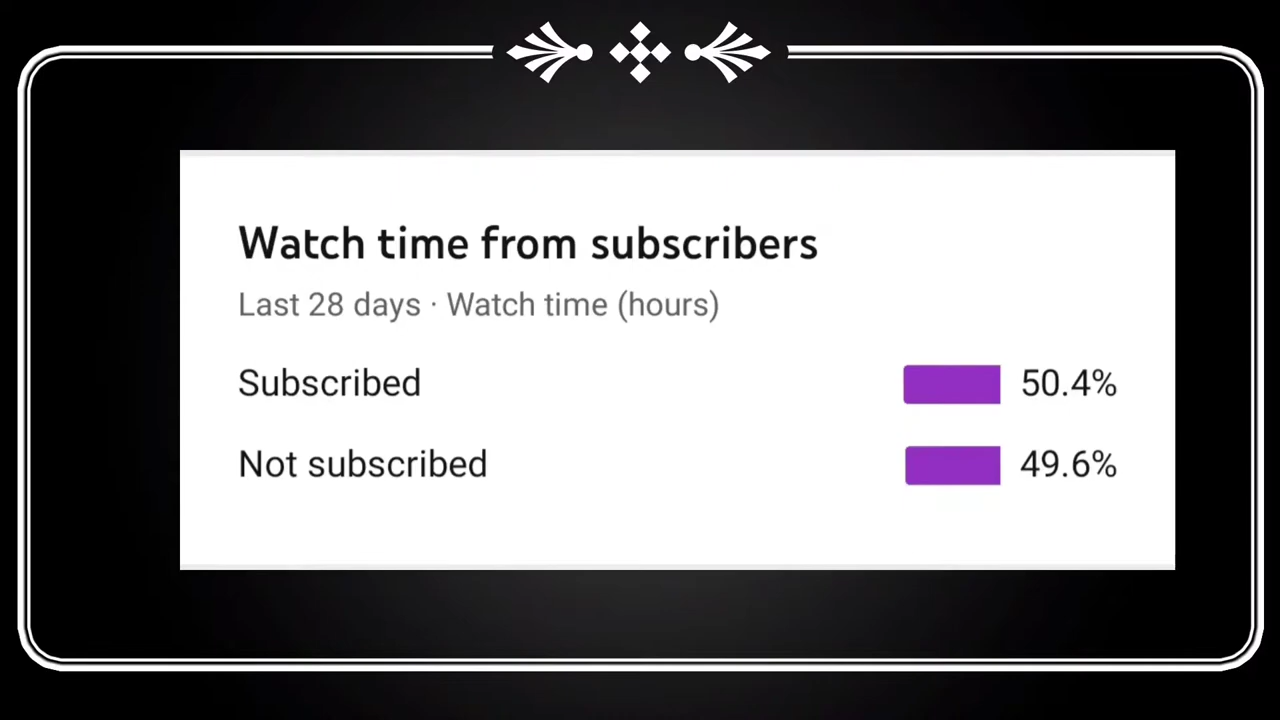 Watch time from subscribers
Last 28 days · Watch time (hours)
Subscribed 50.4%
Not subscribed 49.6%